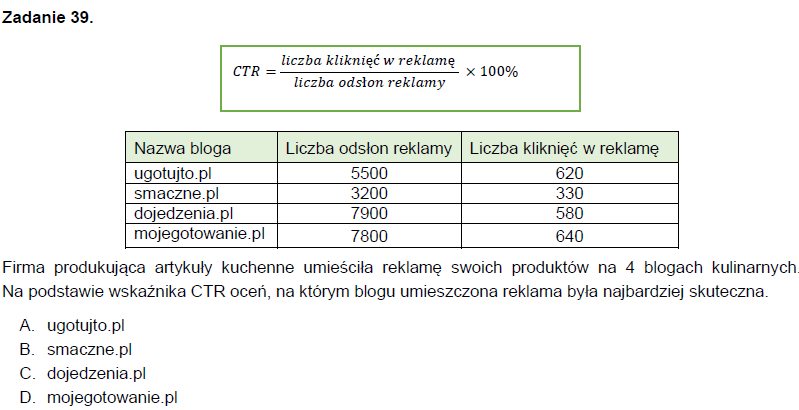 Zadanie 39.
CTR = liczba kliknięć w reklamę / liczba odsłon reklamy × 100%
Nazwa bloga Liczba odsłon reklamy Liczba kliknięć w reklamę
ugotujto.pl 5500 620
smaczne.pl 3200 330
dojedzenia.pl 7900 580
mojegotowanie.pl 7800 640
Firma produkująca artykuły kuchenne umieściła reklamę swoich produktów na 4 blogach kulinarnych.
Na podstawie wskaźnika CTR oceń, na którym blogu umieszczona reklama była najbardziej skuteczna.
A. ugotujto.pl
B. smaczne.pl
C. dojedzenia.pl
D. mojegotowanie.pl